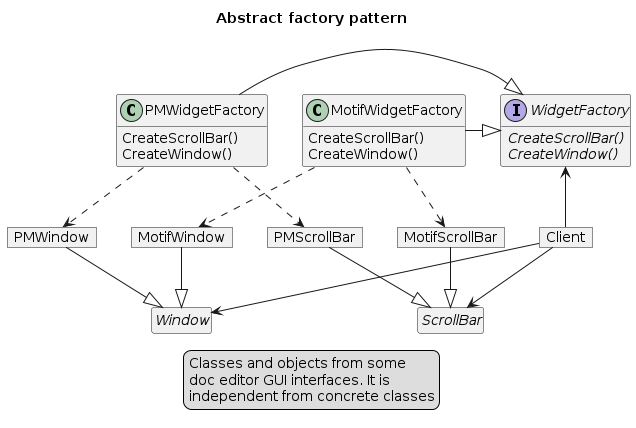 Abstract factory pattern
C PMWidgetFactory
CreateScrollBar()
CreateWindow()
C MotifWidgetFactory
CreateScrollBar()
CreateWindow()
I WidgetFactory
CreateScrollBar()
CreateWindow()
PMWindow
MotifWindow
PMScrollBar
MotifScrollBar
Client
Window
ScrollBar
Classes and objects from some
doc editor GUI interfaces. It is
independent from concrete classes